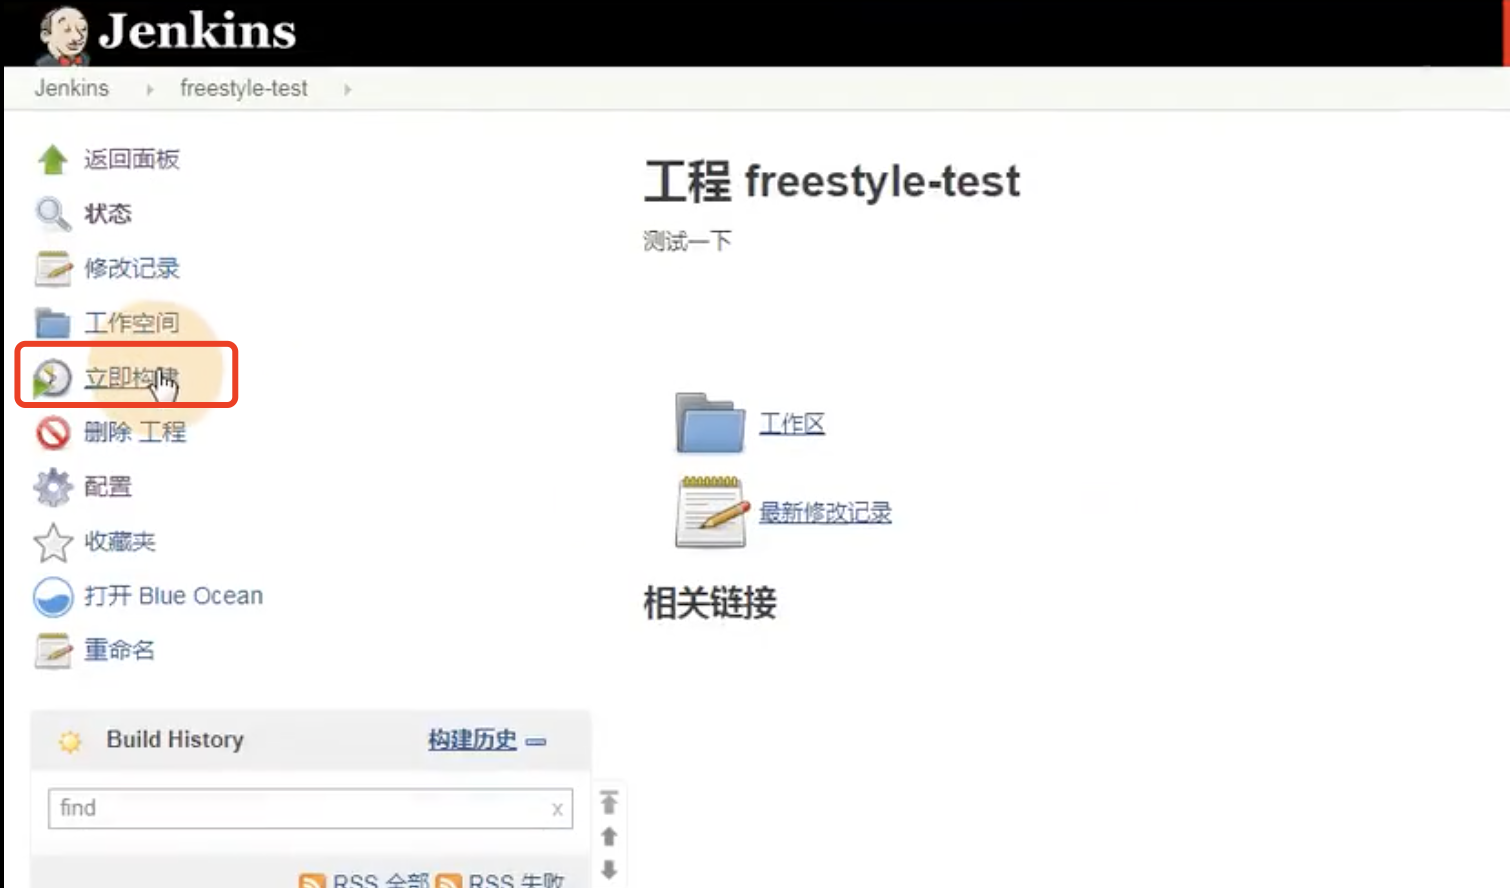 Jenkins
Jenkins freestyle-test
返回面板
状态
修改记录
工作空间
立即构建
删除 工程
配置
收藏夹
打开 Blue Ocean
重命名
工程 freestyle-test
测试一下
工作区
最新修改记录
相关链接
Build History 构建历史
find x
RSS 全部 RSS 失败